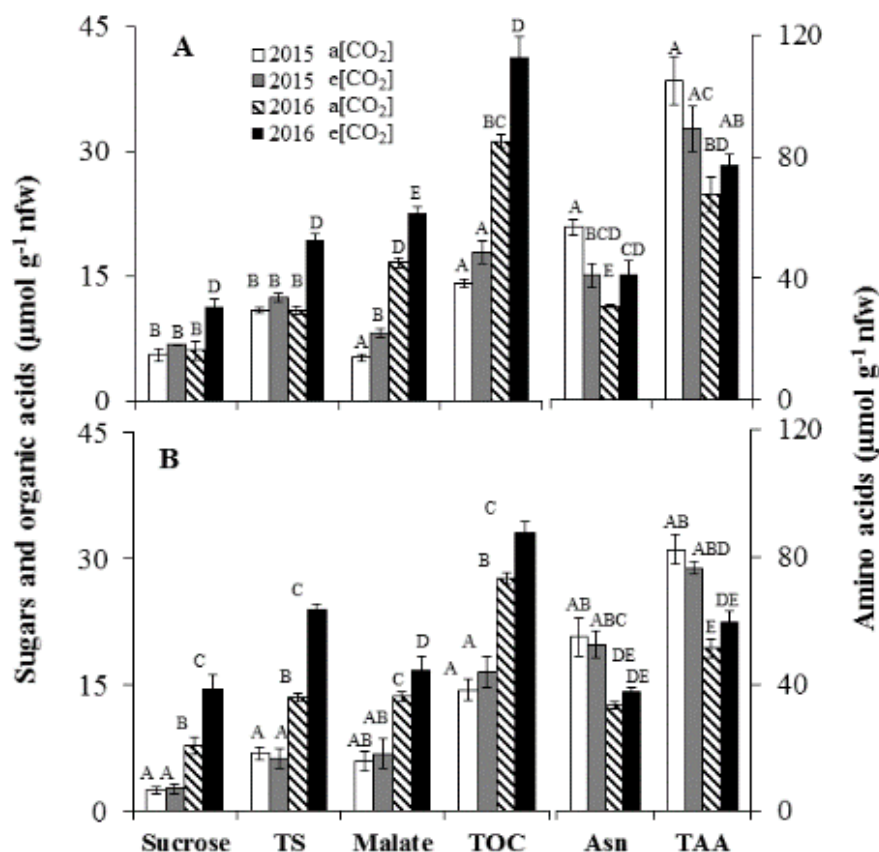 A
2015 a[CO₂]
2015 e[CO₂]
2016 a[CO₂]
2016 e[CO₂]
Sugars and organic acids (µmol g⁻¹ nfw)
45
30
15
0
B B B D
B B B D
A B D E
A A BC D
A BCD E CD
A AC BD AB
120
80
40
0
Amino acids (µmol g⁻¹ nfw)
B
45
30
15
0
A A B C
A A B C
AB AB C D
A A B C
AB ABC DE DE
AB ABD E DE
120
80
40
0
Sucrose TS Malate TOC Asn TAA